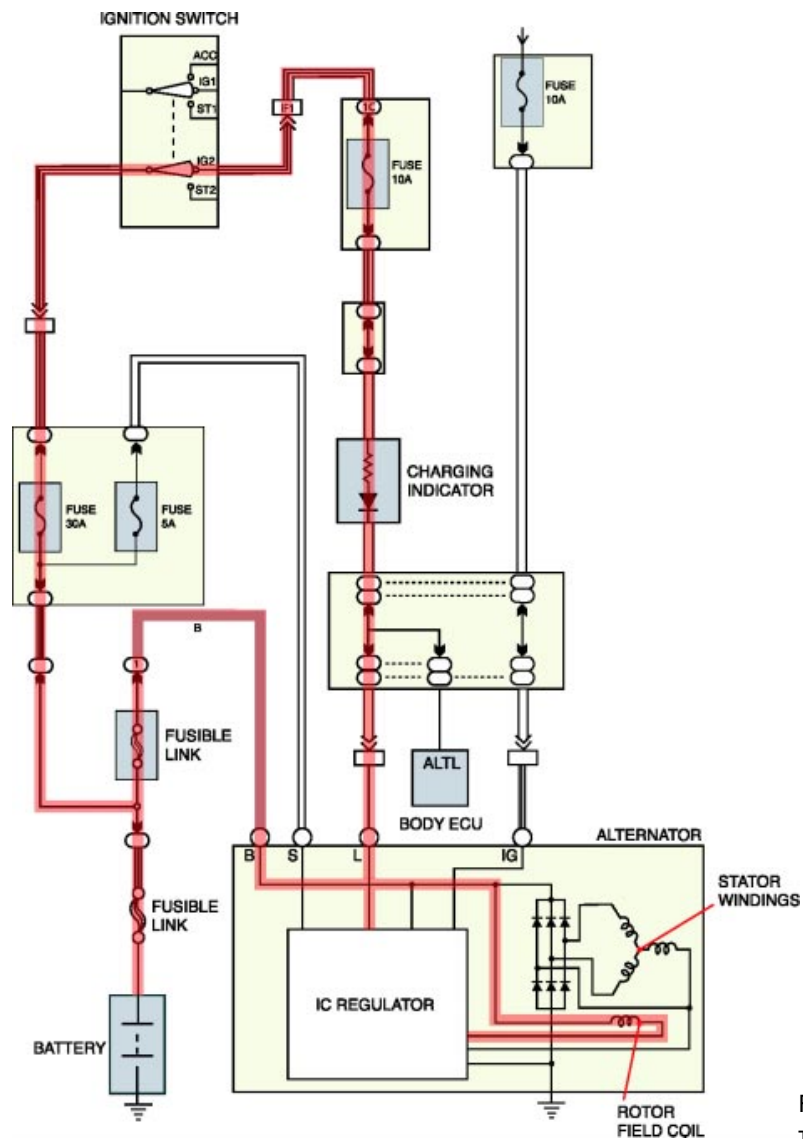 IGNITION SWITCH
ACC
IG1
ST1
IG2
ST2
IF1
1C
FUSE
10A
FUSE
10A
FUSE
30A
FUSE
5A
CHARGING
INDICATOR
B
1
FUSIBLE
LINK
ALTL
BODY ECU
ALTERNATOR
B
S
L
IG
STATOR
WINDINGS
FUSIBLE
LINK
IC REGULATOR
BATTERY
ROTOR
FIELD COIL